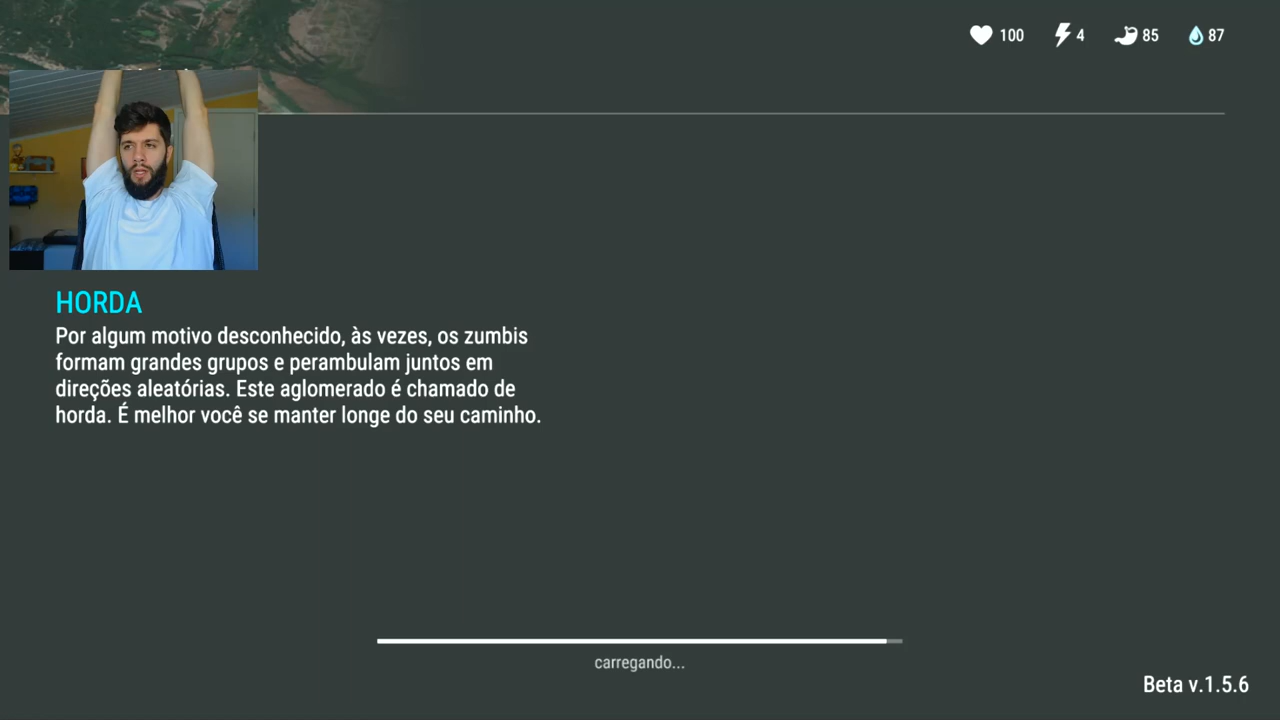 100
4
85
87
HORDA
Por algum motivo desconhecido, às vezes, os zumbis
formam grandes grupos e perambulam juntos em
direções aleatórias. Este aglomerado é chamado de
horda. É melhor você se manter longe do seu caminho.
carregando...
Beta v.1.5.6